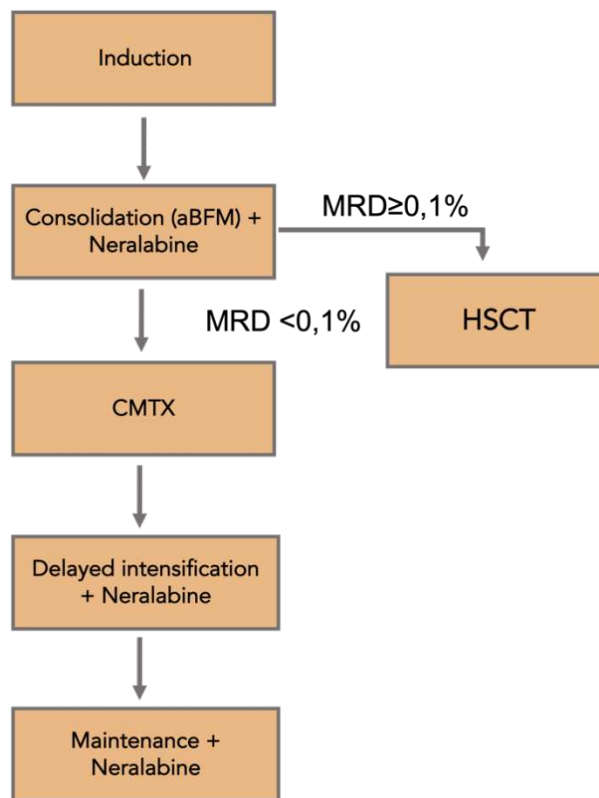 Induction
Consolidation (aBFM) +
Neralabine
MRD≥0,1%
HSCT
MRD <0,1%
CMTX
Delayed intensification
+ Neralabine
Maintenance +
Neralabine